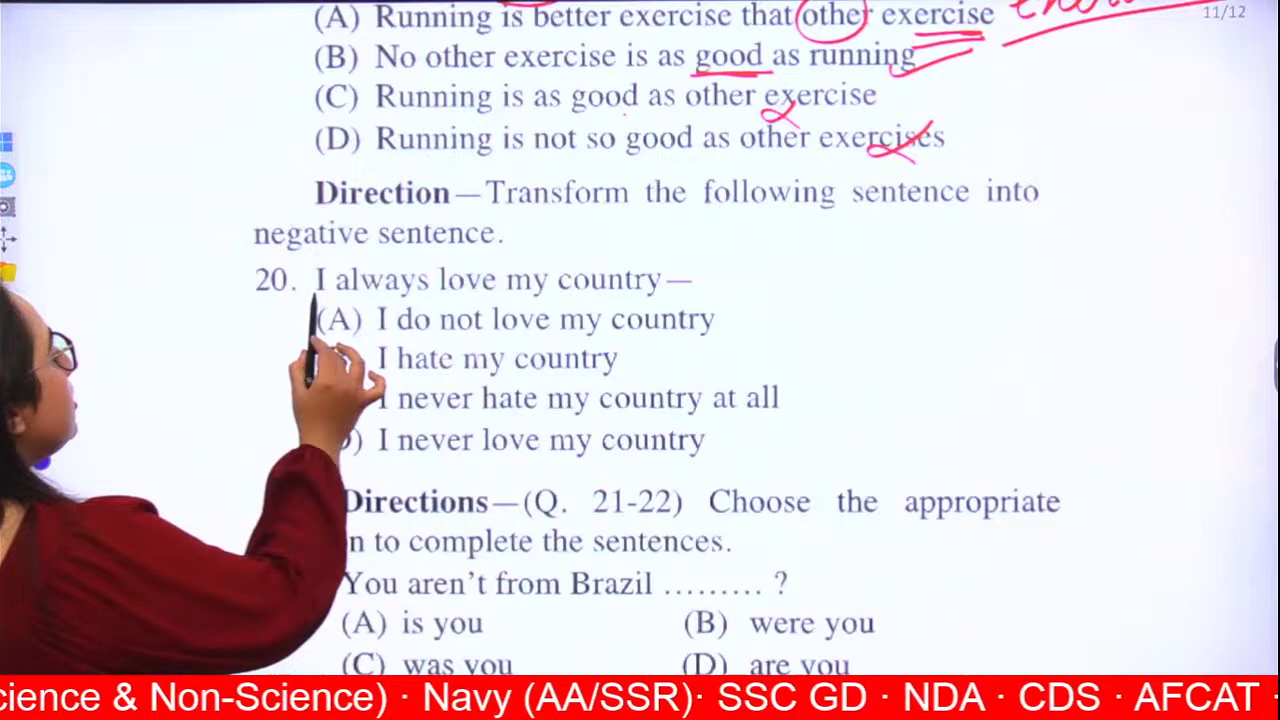 (A) Running is better exercise that other exercise
11/12
(B) No other exercise is as good as running
(C) Running is as good as other exercise
(D) Running is not so good as other exercises
Direction—Transform the following sentence into
negative sentence.
20. I always love my country—
(A) I do not love my country
I hate my country
I never hate my country at all
) I never love my country
Directions—(Q. 21-22) Choose the appropriate
n to complete the sentences.
You aren't from Brazil ......... ?
(A) is you (B) were you
(C) was you (D) are you
cience & Non-Science) · Navy (AA/SSR)· SSC GD · NDA · CDS · AFCAT ·